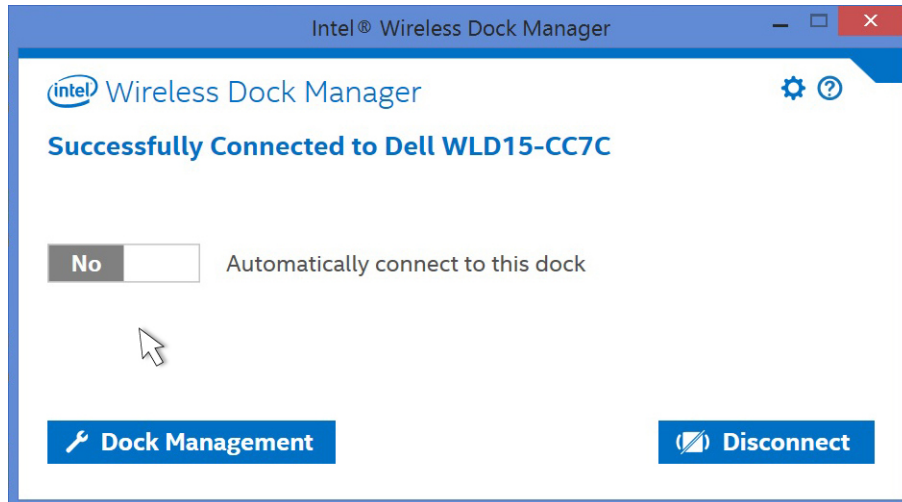 Intel® Wireless Dock Manager
intel Wireless Dock Manager
Successfully Connected to Dell WLD15-CC7C
No Automatically connect to this dock
Dock Management Disconnect